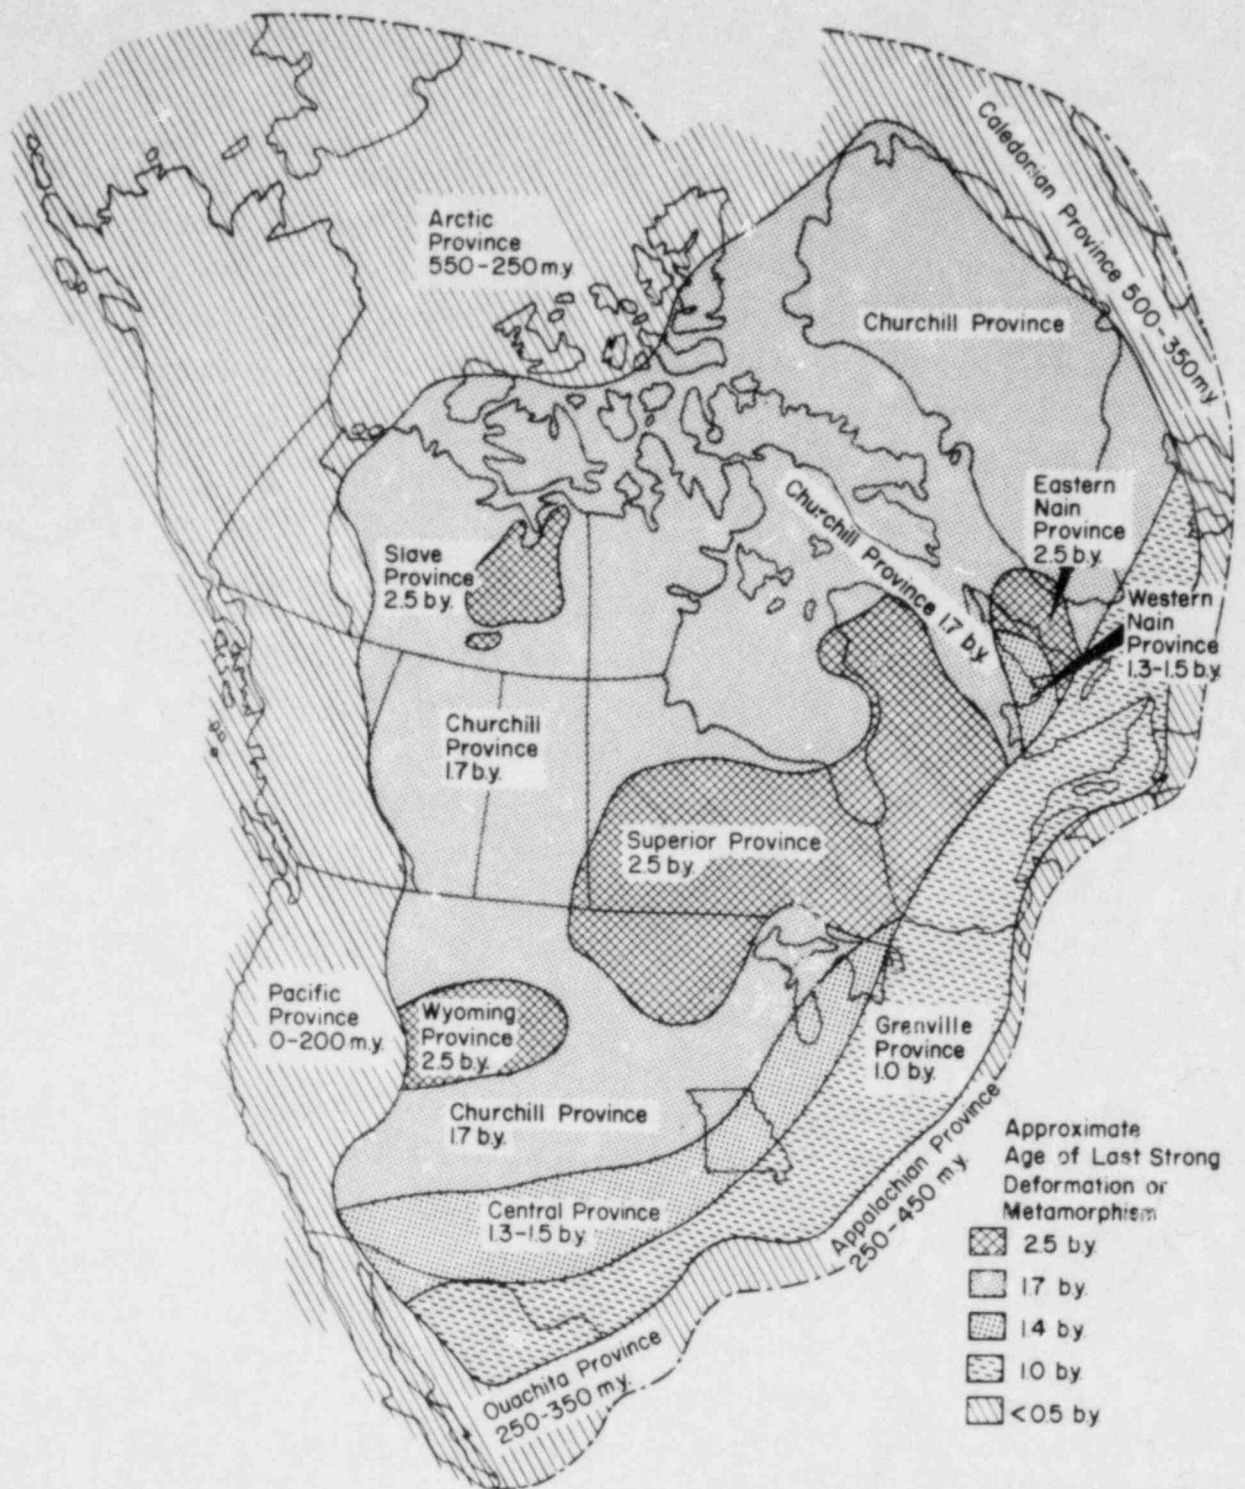 Arctic
Province
550-250 m.y.
Caledonian Province 500-350 m.y.
Churchill Province
Eastern
Nain
Province
2.5 b.y.
Churchill Province 1.7 b.y.
Slave
Province
2.5 b.y.
Western
Nain
Province
1.3-1.5 b.y.
Churchill
Province
1.7 b.y.
Superior Province
2.5 b.y.
Pacific
Province
0-200 m.y.
Wyoming
Province
2.5 b.y.
Grenville
Province
1.0 b.y.
Churchill Province
1.7 b.y.
Central Province
1.3-1.5 b.y.
Appalachian Province
250-450 m.y.
Ouachita Province
250-350 m.y.
Approximate
Age of Last Strong
Deformation or
Metamorphism
2.5 b.y.
1.7 b.y.
1.4 b.y.
1.0 b.y.
<0.5 b.y.